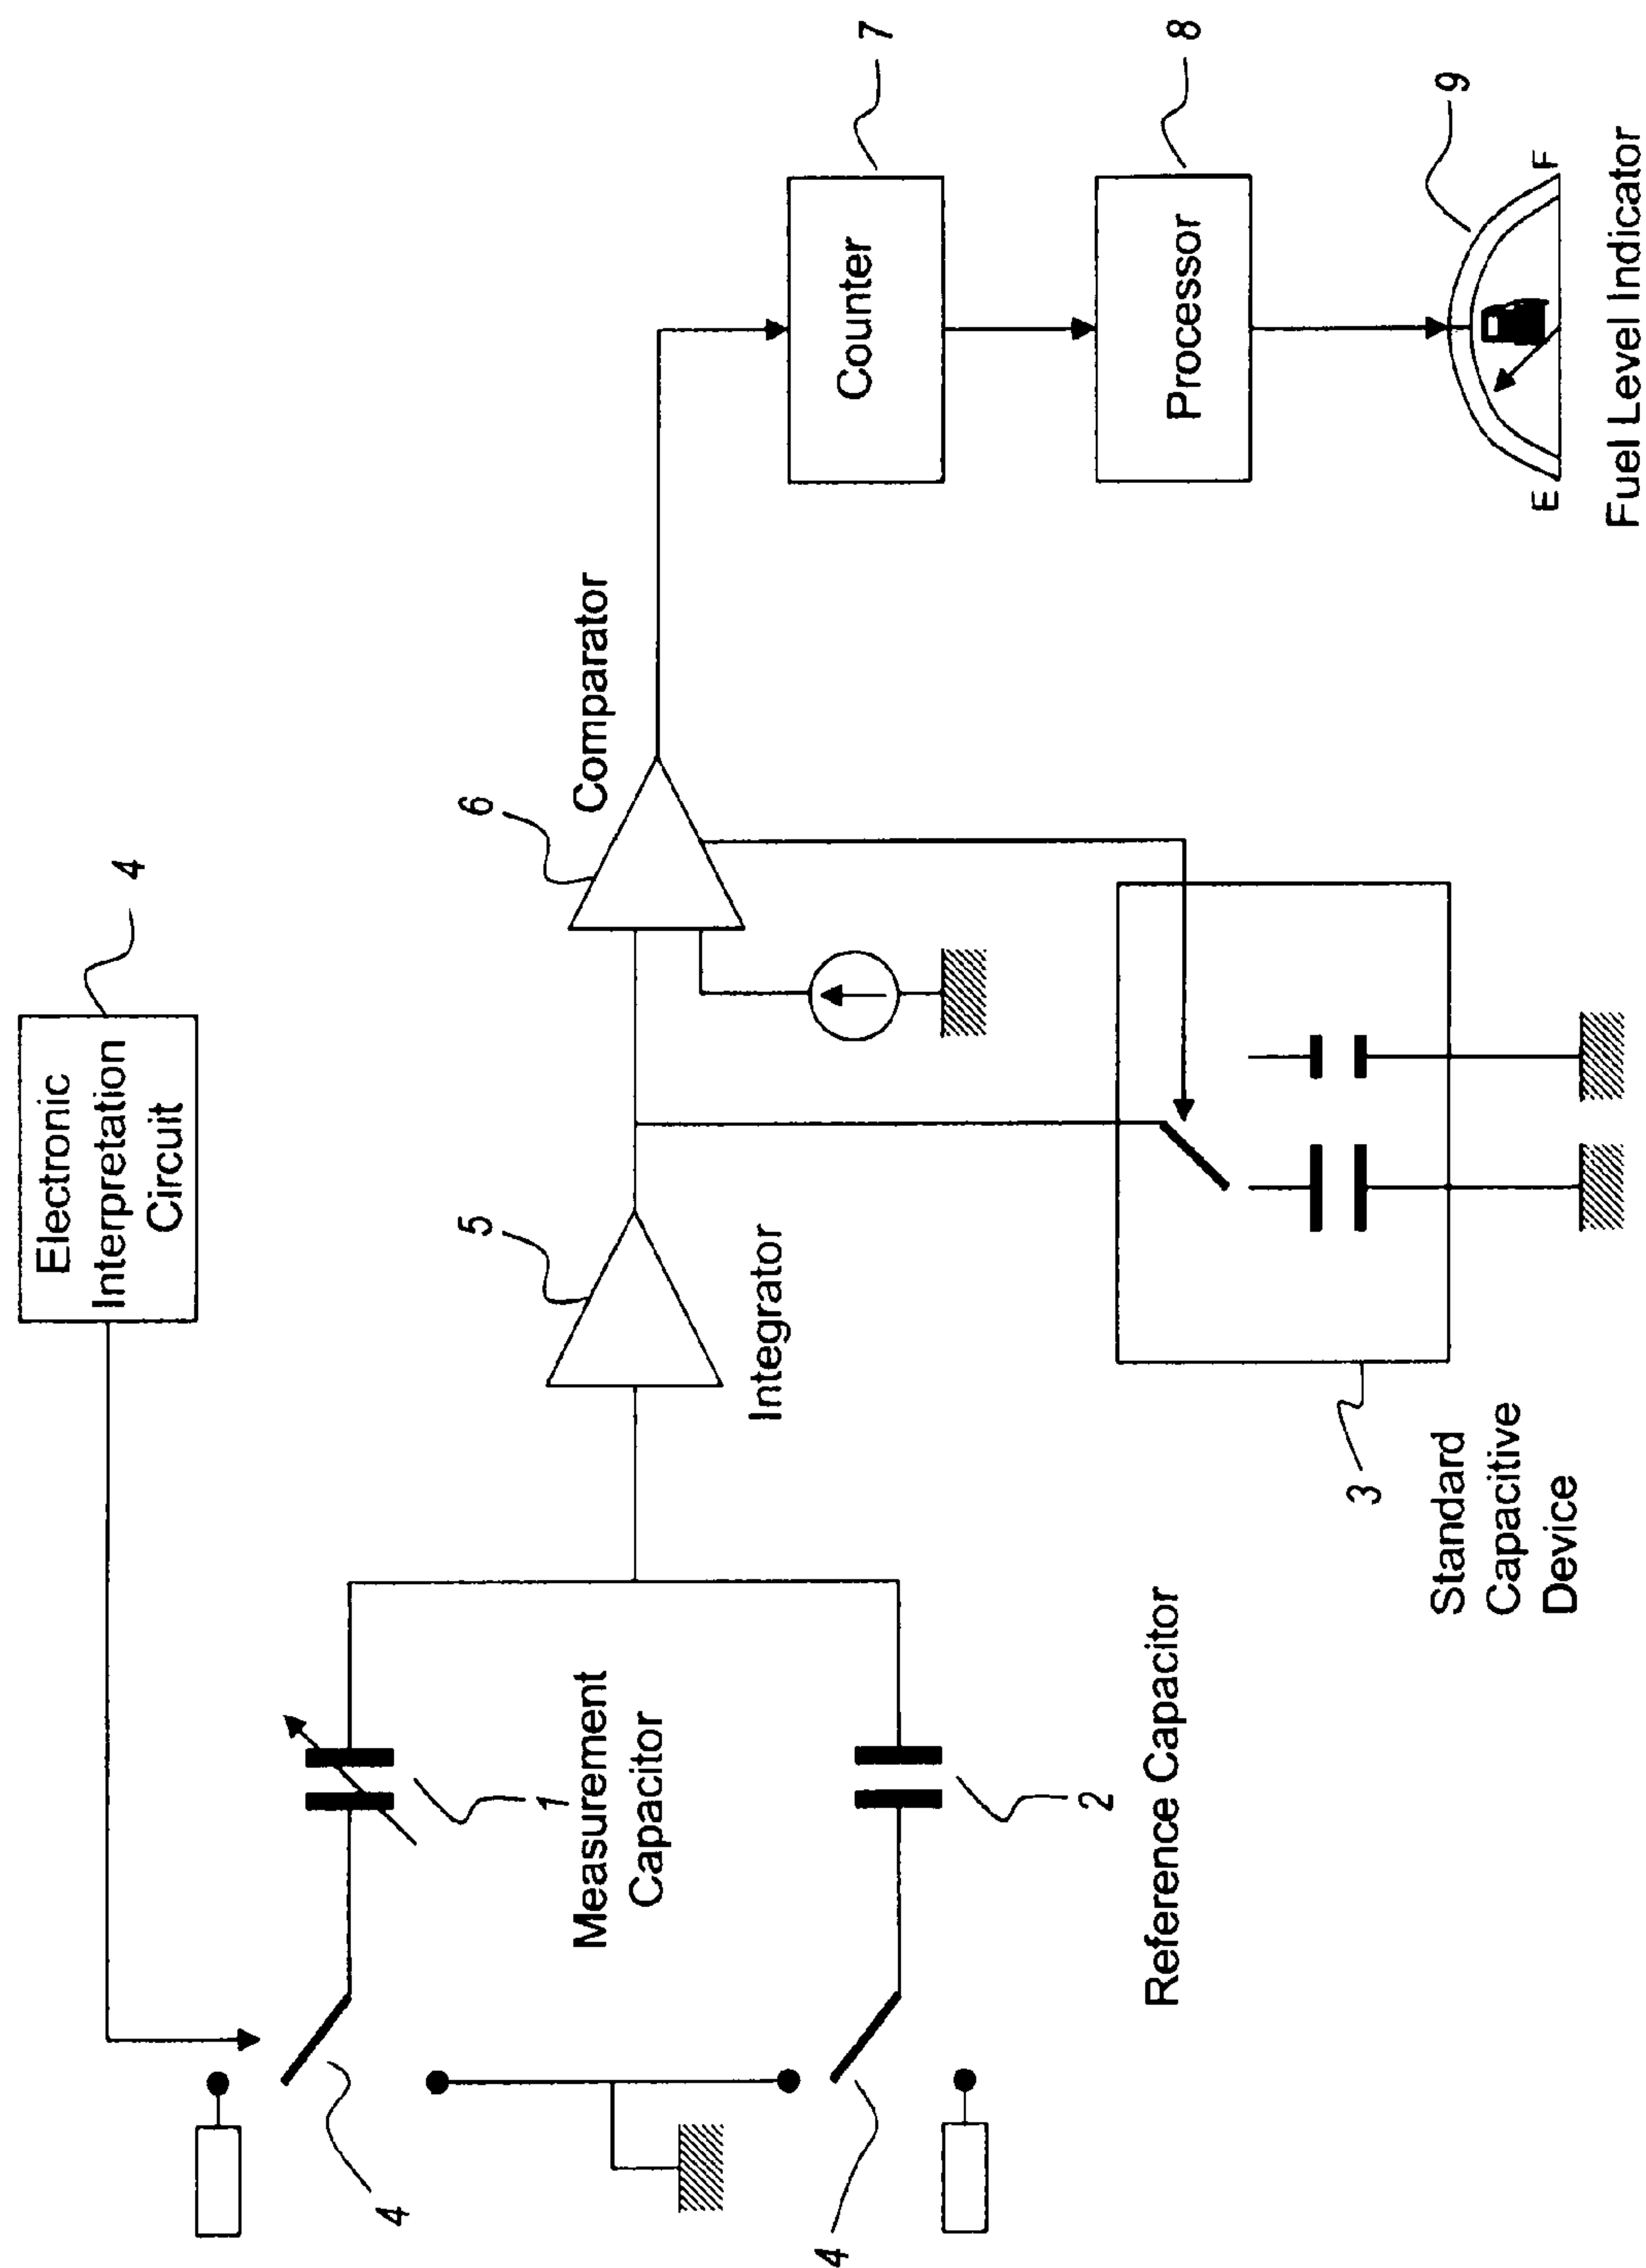 Electronic
Interpretation
Circuit
4
4
1
Measurement
Capacitor
5
Integrator
6
Comparator
4
2
Reference Capacitor
3
Standard
Capacitive
Device
7
Counter
8
Processor
9
E
F
Fuel Level Indicator